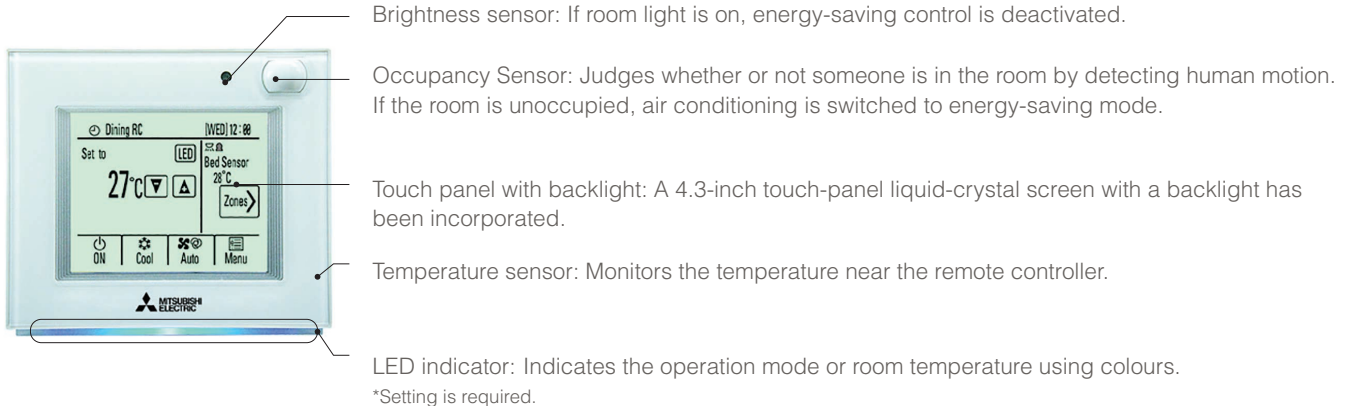 Brightness sensor: If room light is on, energy-saving control is deactivated.
Occupancy Sensor: Judges whether or not someone is in the room by detecting human motion.
If the room is unoccupied, air conditioning is switched to energy-saving mode.
Dining RC [WED] 12:00
Set to LED
Bed Sensor
27°C 28°C
Zones
ON Cool Auto Menu
MITSUBISHI
ELECTRIC
Touch panel with backlight: A 4.3-inch touch-panel liquid-crystal screen with a backlight has
been incorporated.
Temperature sensor: Monitors the temperature near the remote controller.
LED indicator: Indicates the operation mode or room temperature using colours.
*Setting is required.